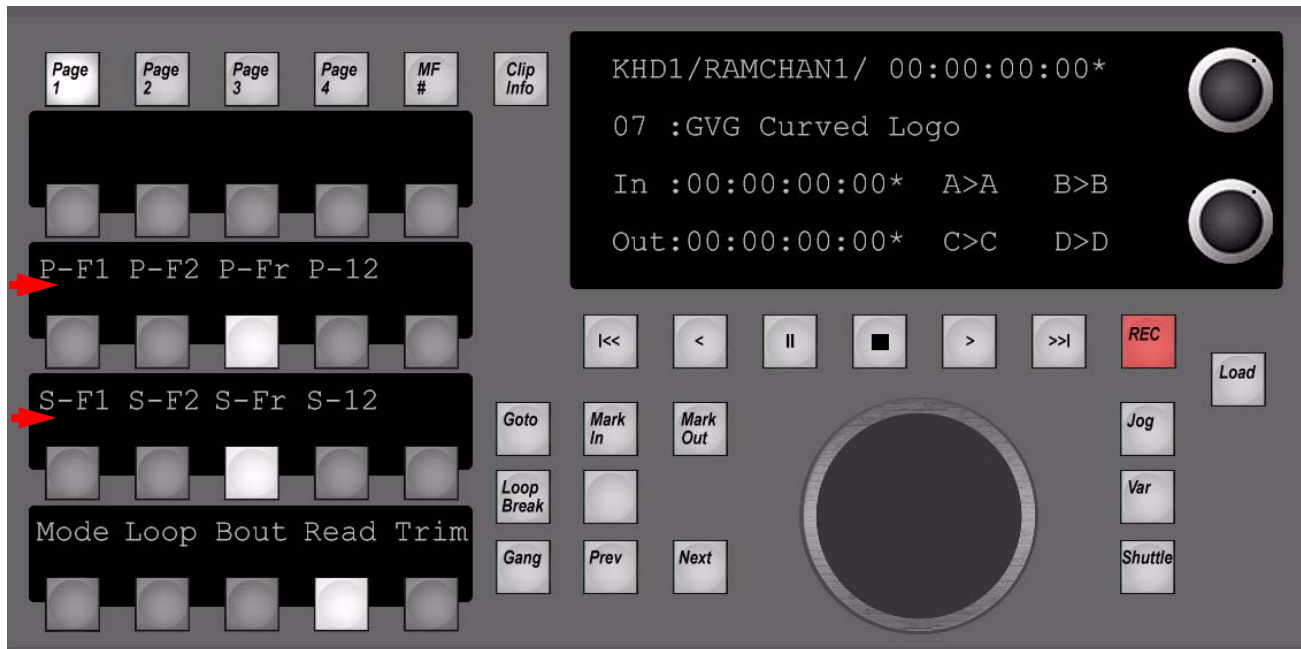 Page 1
Page 2
Page 3
Page 4
MF #
Clip Info
KHD1/RAMCHAN1/ 00:00:00:00*
07 :GVG Curved Logo
In :00:00:00:00* A>A B>B
Out:00:00:00:00* C>C D>D
P-F1 P-F2 P-Fr P-12
S-F1 S-F2 S-Fr S-12
Mode Loop Bout Read Trim
I<<
<
II
>
>>I
REC
Load
Goto
Mark In
Mark Out
Jog
Loop Break
Var
Gang
Prev
Next
Shuttle